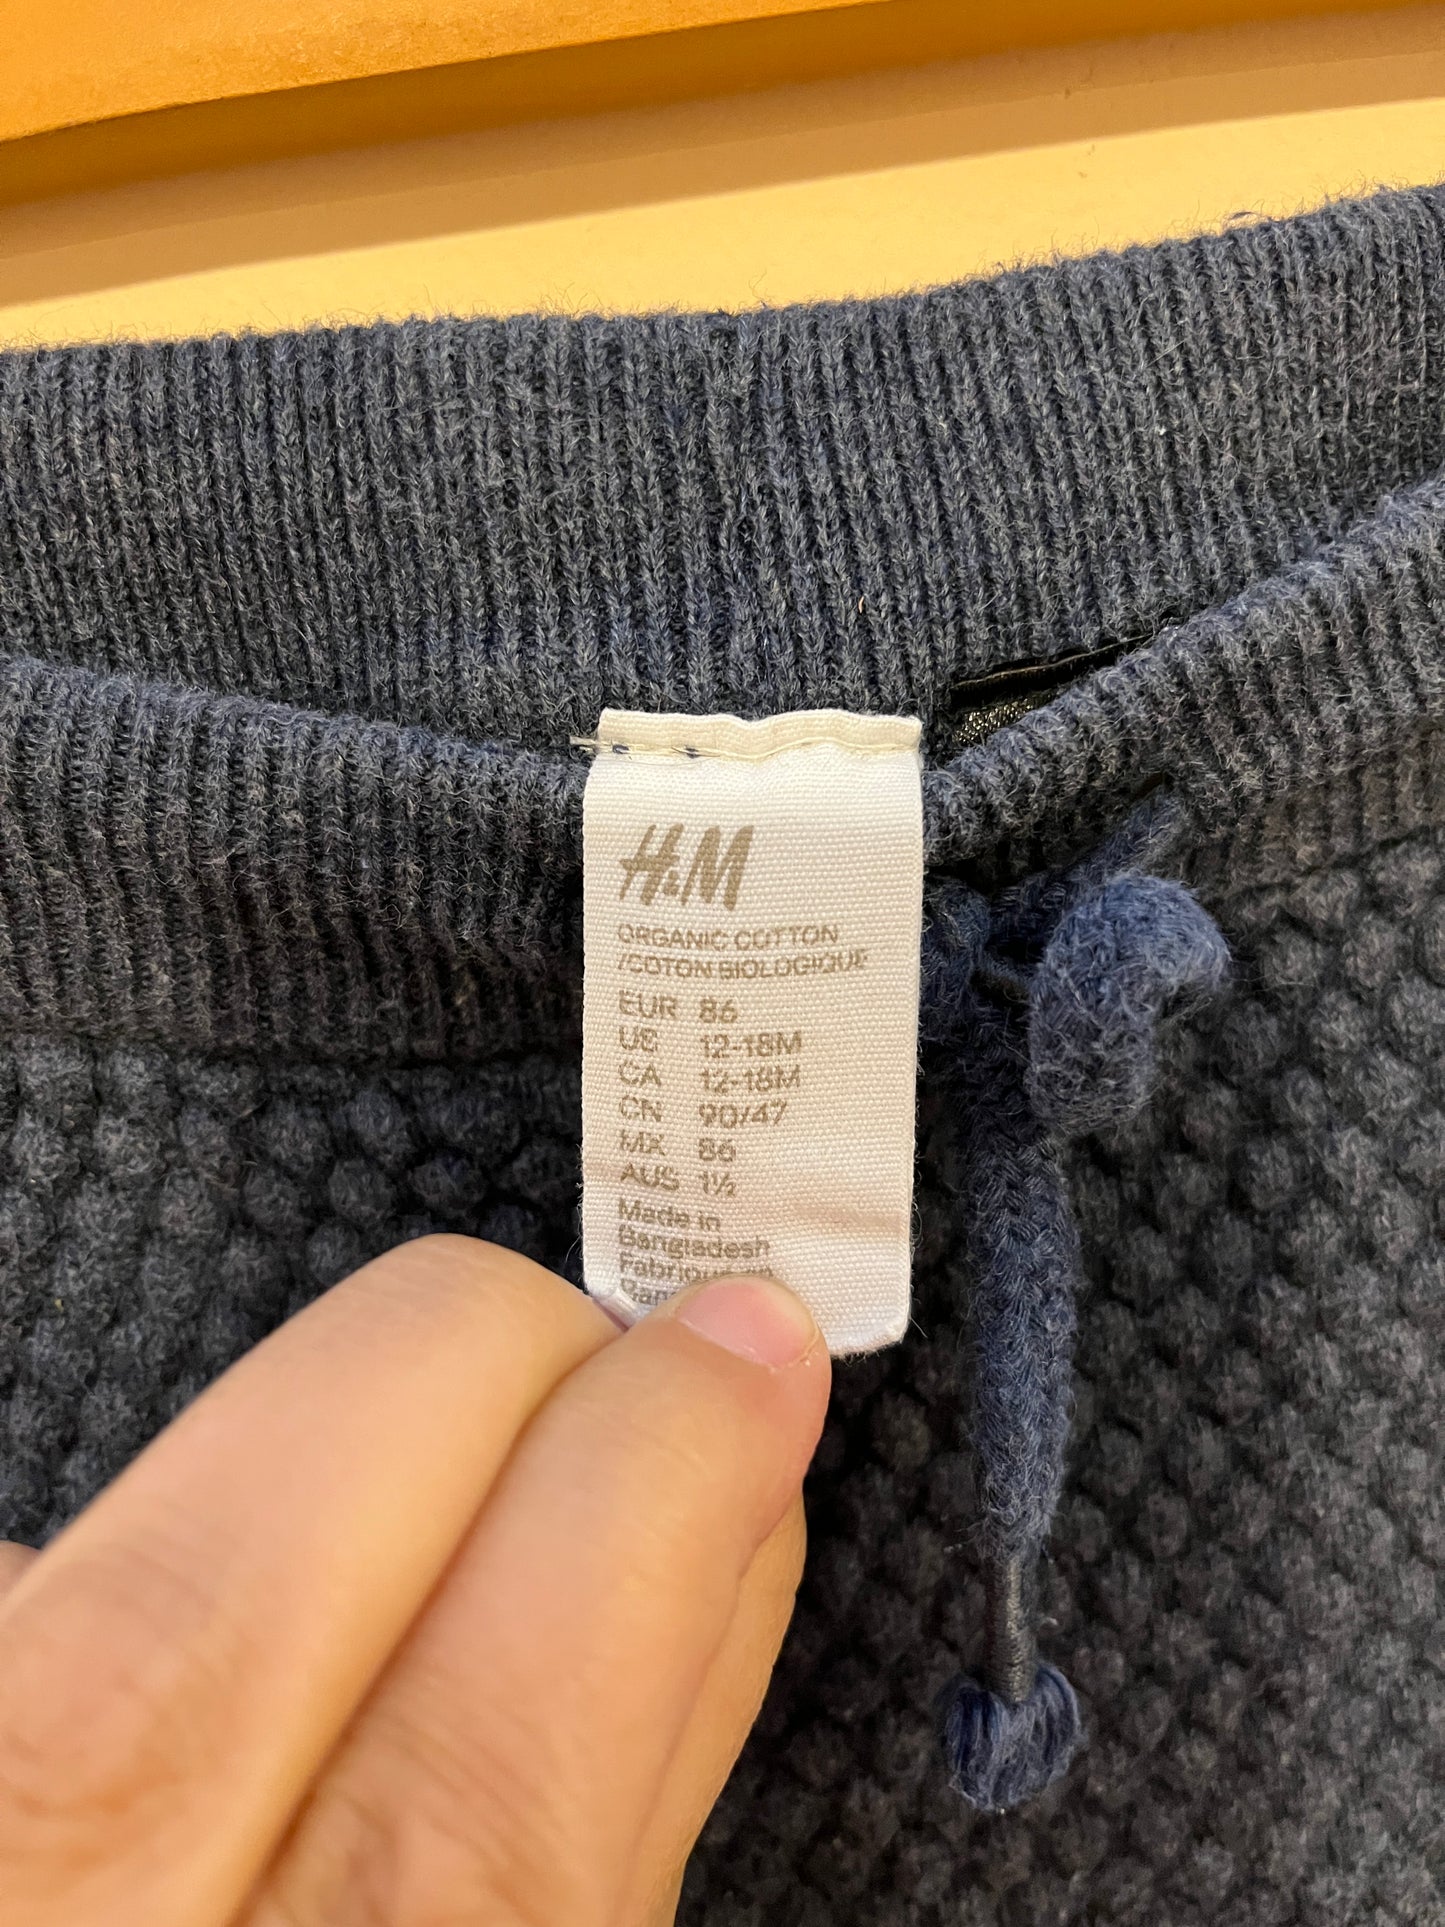 H&M
ORGANIC COTTON
/COTON BIOLOGIQUE
EUR 86
US 12-18M
CA 12-18M
CN 90/47
MX 86
AUS 1½
Made in
Bangladesh